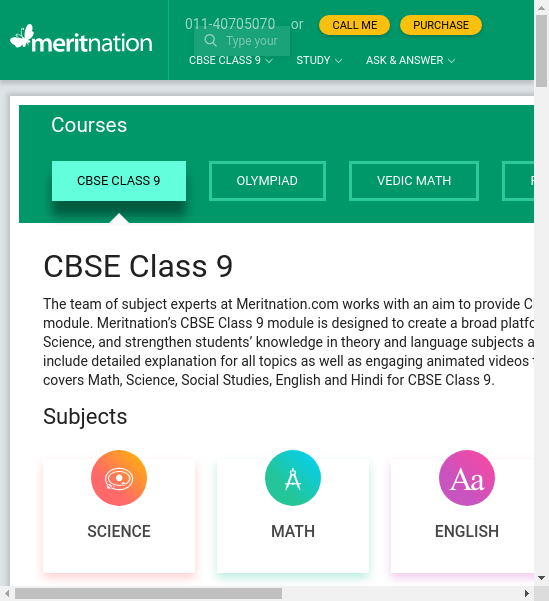 meritnation
011-40705070 or CALL ME PURCHASE
Type your
CBSE CLASS 9 STUDY ASK & ANSWER
Courses
CBSE CLASS 9 OLYMPIAD VEDIC MATH
CBSE Class 9
The team of subject experts at Meritnation.com works with an aim to provide C
module. Meritnation’s CBSE Class 9 module is designed to create a broad platfo
Science, and strengthen students’ knowledge in theory and language subjects a
include detailed explanation for all topics as well as engaging animated videos
covers Math, Science, Social Studies, English and Hindi for CBSE Class 9.
Subjects
Aa
SCIENCE MATH ENGLISH